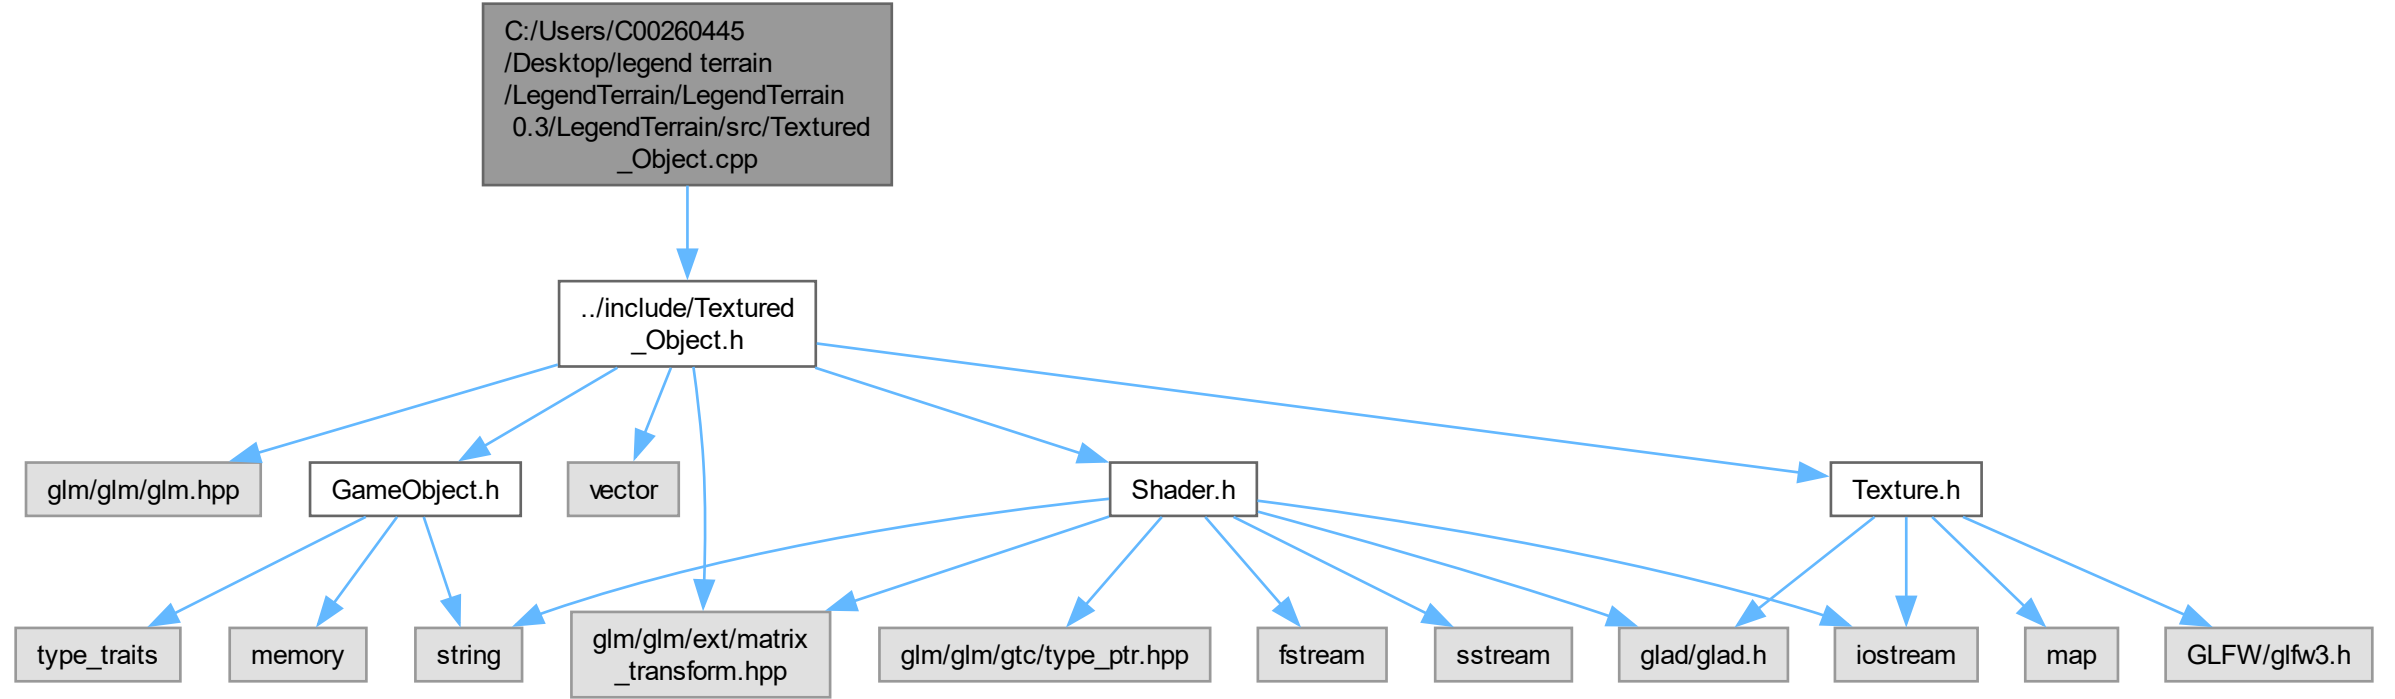 C:/Users/C00260445
/Desktop/legend terrain
/LegendTerrain/LegendTerrain
0.3/LegendTerrain/src/Textured
_Object.cpp
../include/Textured
_Object.h
glm/glm/glm.hpp
GameObject.h
vector
Shader.h
Texture.h
type_traits
memory
string
glm/glm/ext/matrix
_transform.hpp
glm/glm/gtc/type_ptr.hpp
fstream
sstream
glad/glad.h
iostream
map
GLFW/glfw3.h